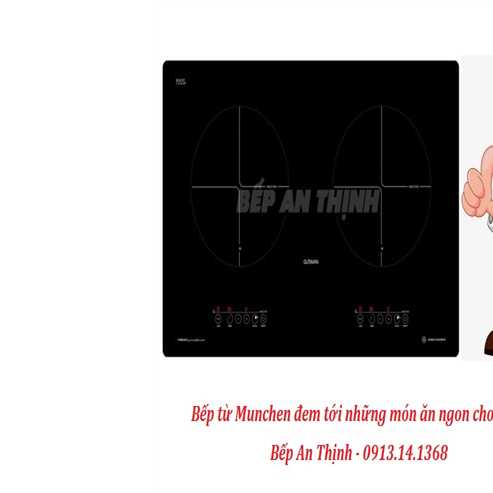 BẾP AN THỊNH
Bếp từ Munchen đem tới những món ăn ngon cho
Bếp An Thịnh - 0913.14.1368